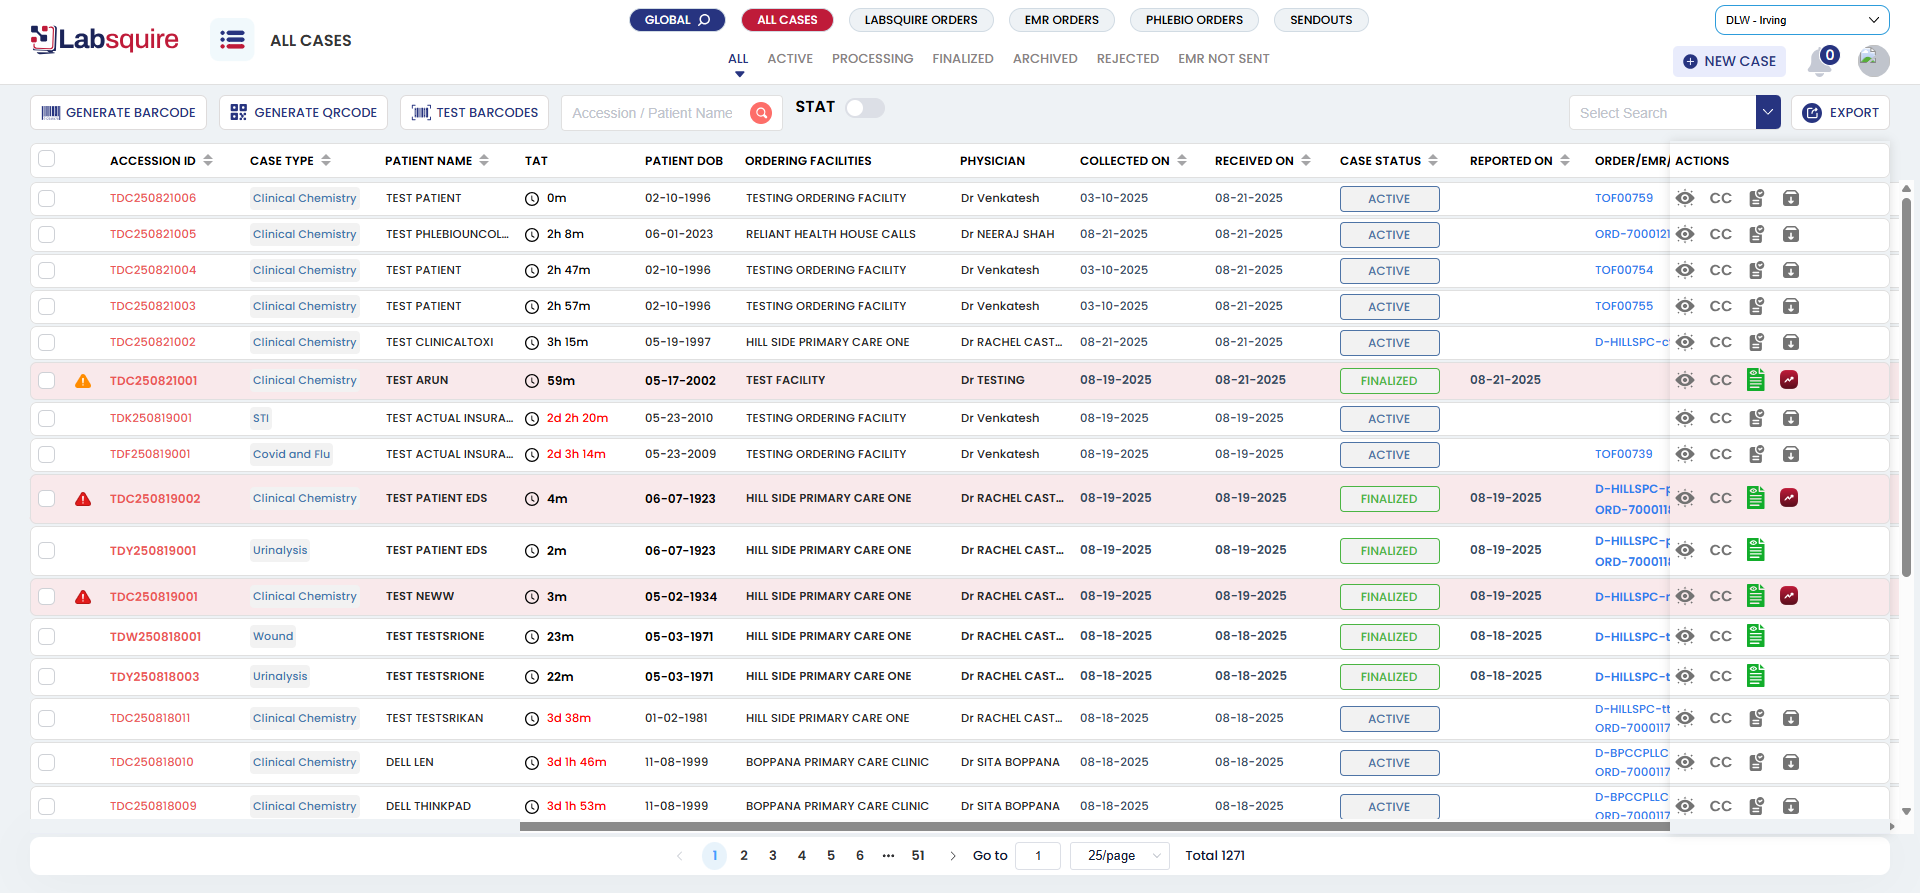 Labsquire
ALL CASES
GLOBAL
ALL CASES
LABSQUIRE ORDERS
EMR ORDERS
PHLEBIO ORDERS
SENDOUTS
DLW - Irving
ALL
ACTIVE
PROCESSING
FINALIZED
ARCHIVED
REJECTED
EMR NOT SENT
NEW CASE
0
GENERATE BARCODE
GENERATE QRCODE
TEST BARCODES
Accession / Patient Name
STAT
Select Search
EXPORT
ACCESSION ID CASE TYPE PATIENT NAME TAT PATIENT DOB ORDERING FACILITIES PHYSICIAN COLLECTED ON RECEIVED ON CASE STATUS REPORTED ON ORDER/EMR/ ACTIONS
TDC250821006 Clinical Chemistry TEST PATIENT 0m 02-10-1996 TESTING ORDERING FACILITY Dr Venkatesh 03-10-2025 08-21-2025 ACTIVE TOF00759 CC
TDC250821005 Clinical Chemistry TEST PHLEBIOUNCOL... 2h 8m 06-01-2023 RELIANT HEALTH HOUSE CALLS Dr NEERAJ SHAH 08-21-2025 08-21-2025 ACTIVE ORD-7000121 CC
TDC250821004 Clinical Chemistry TEST PATIENT 2h 47m 02-10-1996 TESTING ORDERING FACILITY Dr Venkatesh 03-10-2025 08-21-2025 ACTIVE TOF00754 CC
TDC250821003 Clinical Chemistry TEST PATIENT 2h 57m 02-10-1996 TESTING ORDERING FACILITY Dr Venkatesh 03-10-2025 08-21-2025 ACTIVE TOF00755 CC
TDC250821002 Clinical Chemistry TEST CLINICALTOXI 3h 15m 05-19-1997 HILL SIDE PRIMARY CARE ONE Dr RACHEL CAST... 08-21-2025 08-21-2025 ACTIVE D-HILLSPC-c CC
TDC250821001 Clinical Chemistry TEST ARUN 59m 05-17-2002 TEST FACILITY Dr TESTING 08-19-2025 08-21-2025 FINALIZED 08-21-2025 CC
TDK250819001 STI TEST ACTUAL INSURA... 2d 2h 20m 05-23-2010 TESTING ORDERING FACILITY Dr Venkatesh 08-19-2025 08-19-2025 ACTIVE CC
TDF250819001 Covid and Flu TEST ACTUAL INSURA... 2d 3h 14m 05-23-2009 TESTING ORDERING FACILITY Dr Venkatesh 08-19-2025 08-19-2025 ACTIVE TOF00739 CC
TDC250819002 Clinical Chemistry TEST PATIENT EDS 4m 06-07-1923 HILL SIDE PRIMARY CARE ONE Dr RACHEL CAST... 08-19-2025 08-19-2025 FINALIZED 08-19-2025 D-HILLSPC-p CC
ORD-7000118
TDY250819001 Urinalysis TEST PATIENT EDS 2m 06-07-1923 HILL SIDE PRIMARY CARE ONE Dr RACHEL CAST... 08-19-2025 08-19-2025 FINALIZED 08-19-2025 D-HILLSPC-p CC
ORD-7000118
TDC250819001 Clinical Chemistry TEST NEWW 3m 05-02-1934 HILL SIDE PRIMARY CARE ONE Dr RACHEL CAST... 08-19-2025 08-19-2025 FINALIZED 08-19-2025 D-HILLSPC-r CC
TDW250818001 Wound TEST TESTSRIONE 23m 05-03-1971 HILL SIDE PRIMARY CARE ONE Dr RACHEL CAST... 08-18-2025 08-18-2025 FINALIZED 08-18-2025 D-HILLSPC-t CC
TDY250818003 Urinalysis TEST TESTSRIONE 22m 05-03-1971 HILL SIDE PRIMARY CARE ONE Dr RACHEL CAST... 08-18-2025 08-18-2025 FINALIZED 08-18-2025 D-HILLSPC-t CC
TDC250818011 Clinical Chemistry TEST TESTSRIKAN 3d 38m 01-02-1981 HILL SIDE PRIMARY CARE ONE Dr RACHEL CAST... 08-18-2025 08-18-2025 ACTIVE D-HILLSPC-tt CC
ORD-7000117
TDC250818010 Clinical Chemistry DELL LEN 3d 1h 46m 11-08-1999 BOPPANA PRIMARY CARE CLINIC Dr SITA BOPPANA 08-18-2025 08-18-2025 ACTIVE D-BPCCPLLC CC
ORD-7000117
TDC250818009 Clinical Chemistry DELL THINKPAD 3d 1h 53m 11-08-1999 BOPPANA PRIMARY CARE CLINIC Dr SITA BOPPANA 08-18-2025 08-18-2025 ACTIVE D-BPCCPLLC CC
ORD-7000117
1 2 3 4 5 6 ••• 51 Go to 1 25/page Total 1271